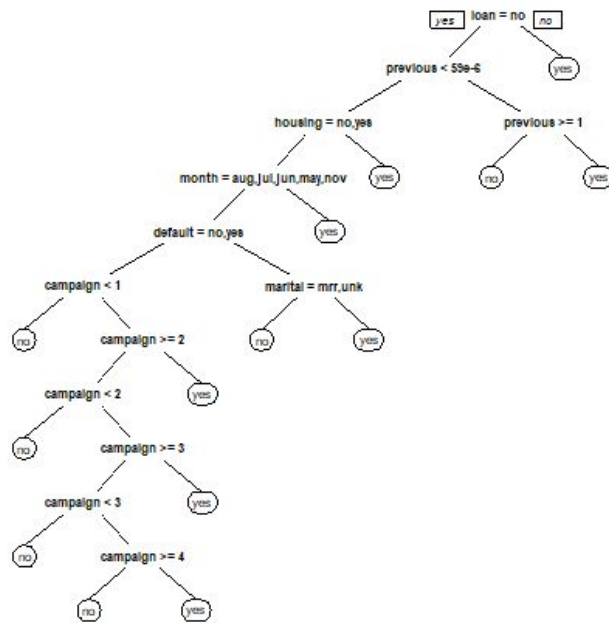 yes loan = no no
previous < 59e-6 yes
housing = no,yes previous >= 1
month = aug,jul,jun,may,nov yes no yes
default = no,yes yes
campaign < 1 marital = mrr,unk
no campaign >= 2 no yes
campaign < 2 yes
no campaign >= 3
campaign < 3 yes
no campaign >= 4
no yes